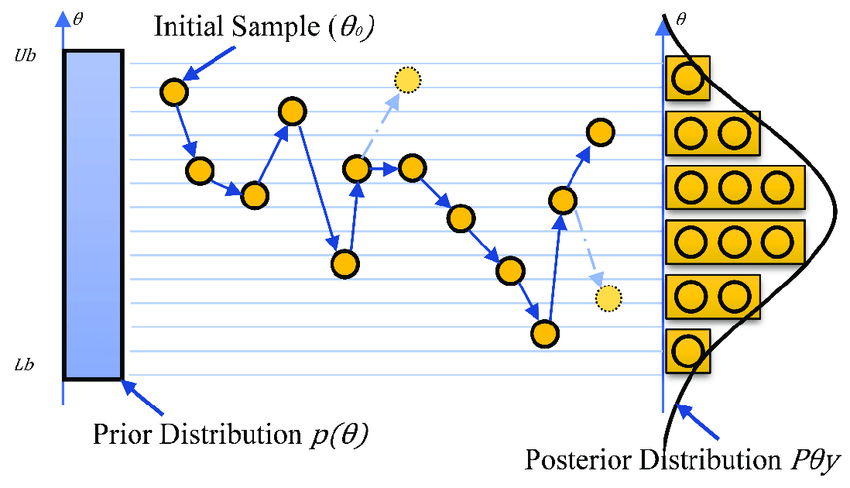 θ
Initial Sample (θ₀)
θ
Ub
Lb
Prior Distribution p(θ)
Posterior Distribution Pθy